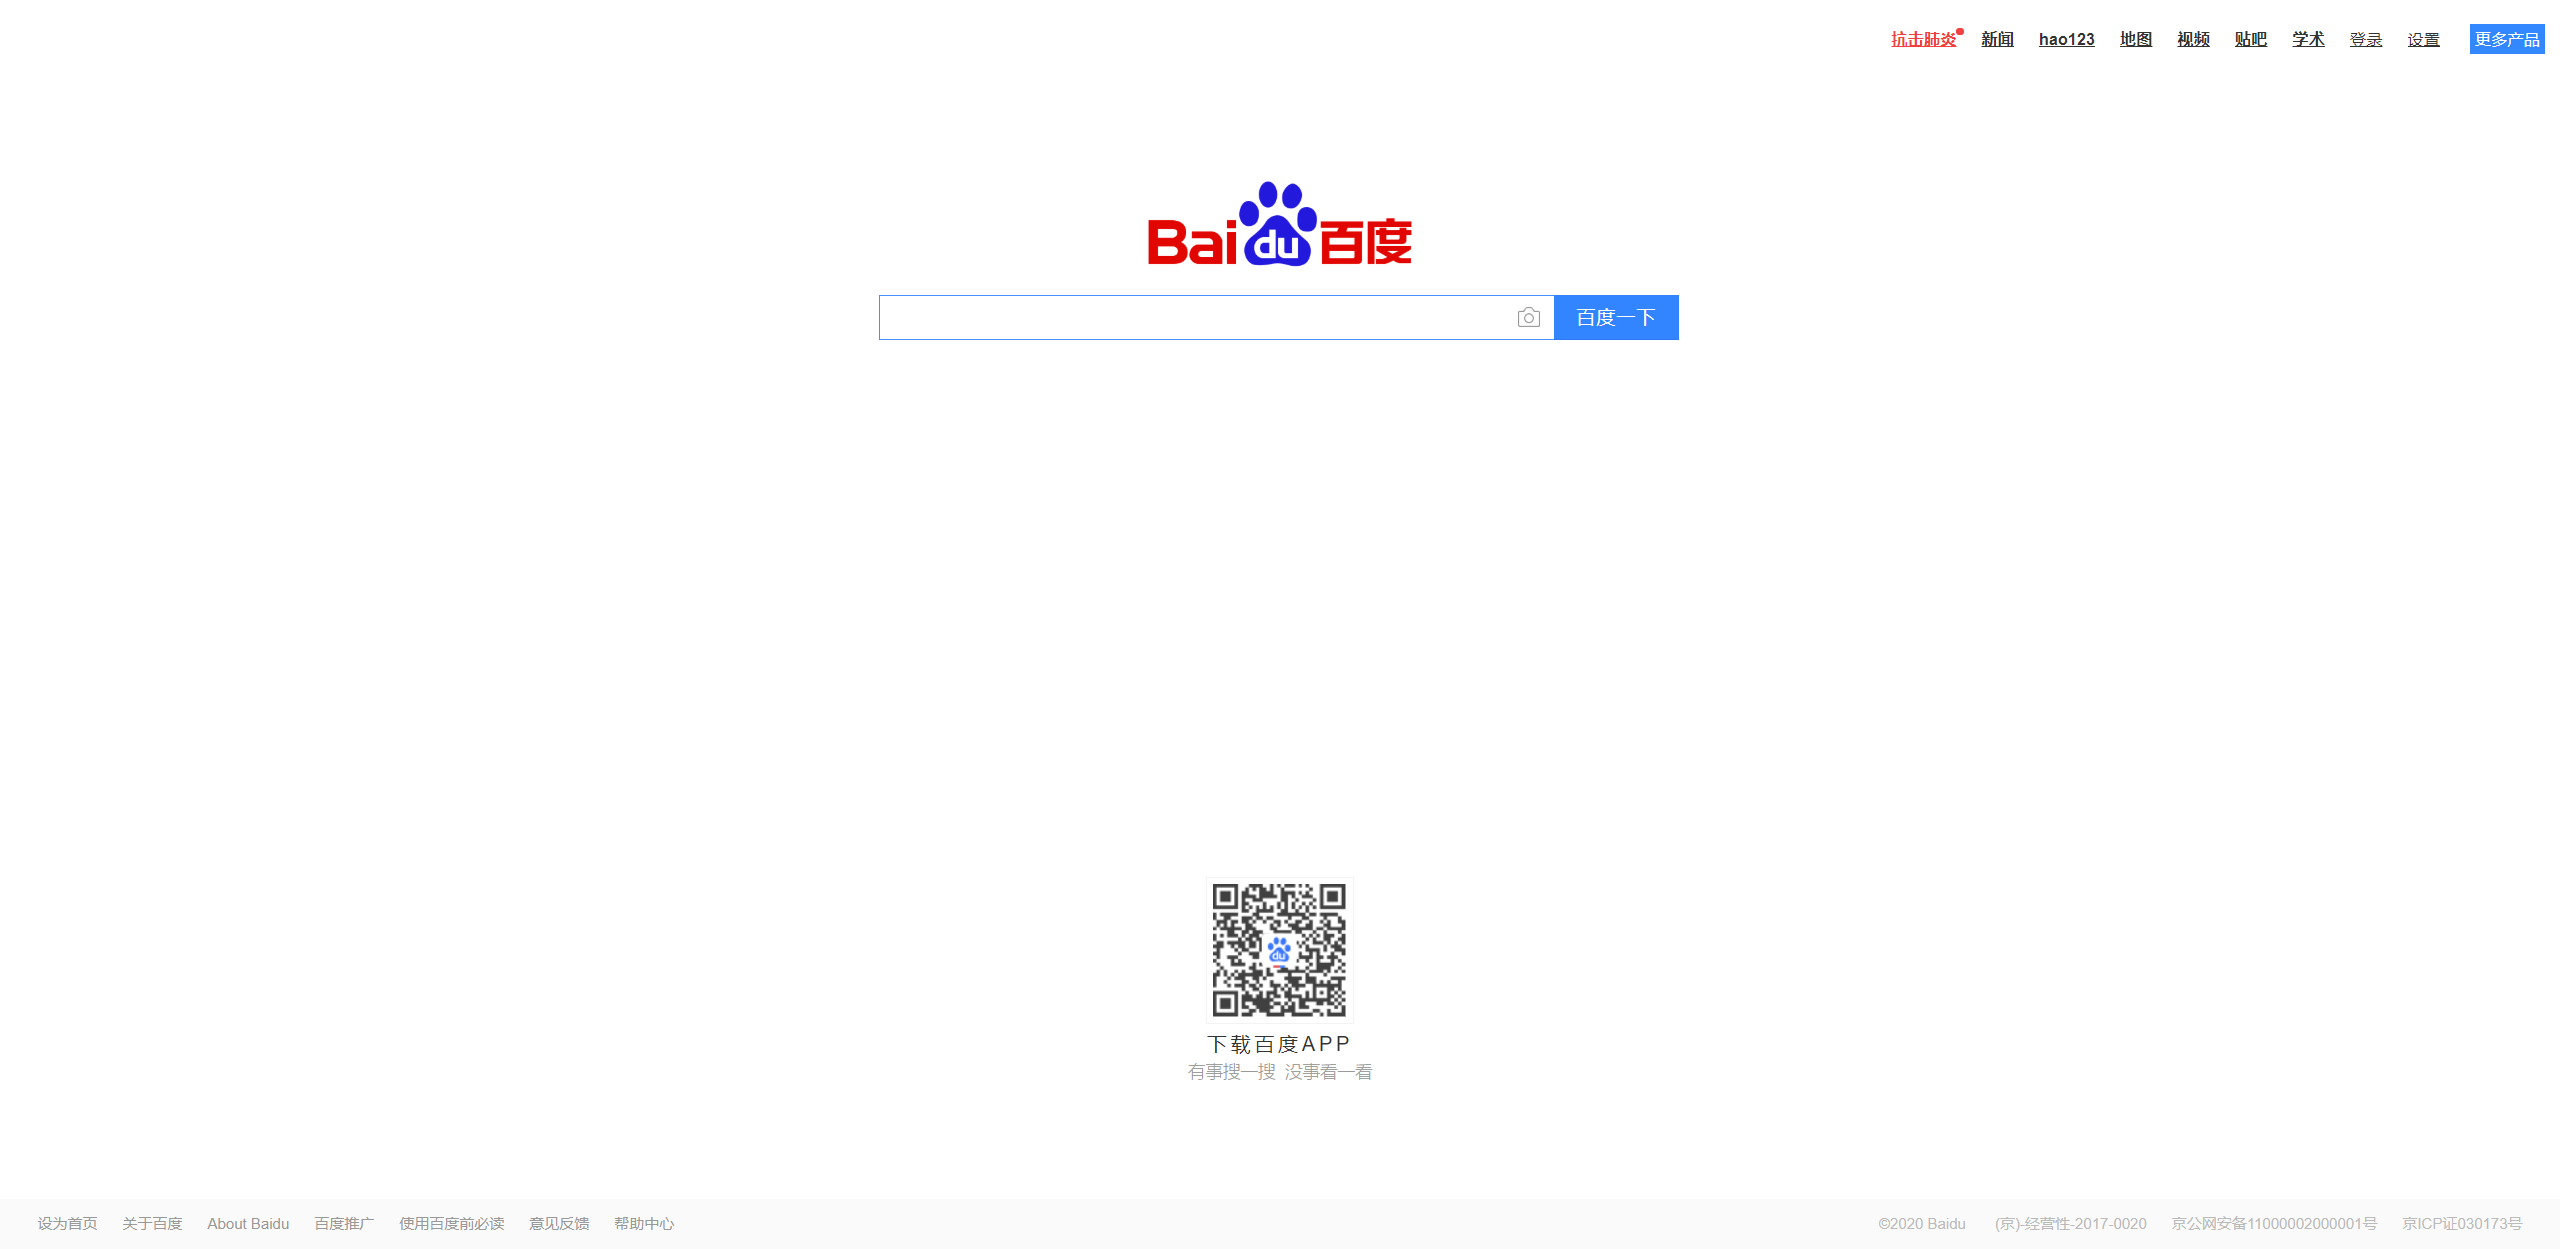 抗击肺炎 新闻 hao123 地图 视频 贴吧 学术 登录 设置 更多产品
Baidu百度
百度一下
du
下载百度APP
有事搜一搜 没事看一看
设为首页 关于百度 About Baidu 百度推广 使用百度前必读 意见反馈 帮助中心 ©2020 Baidu (京)-经营性-2017-0020 京公网安备11000002000001号 京ICP证030173号